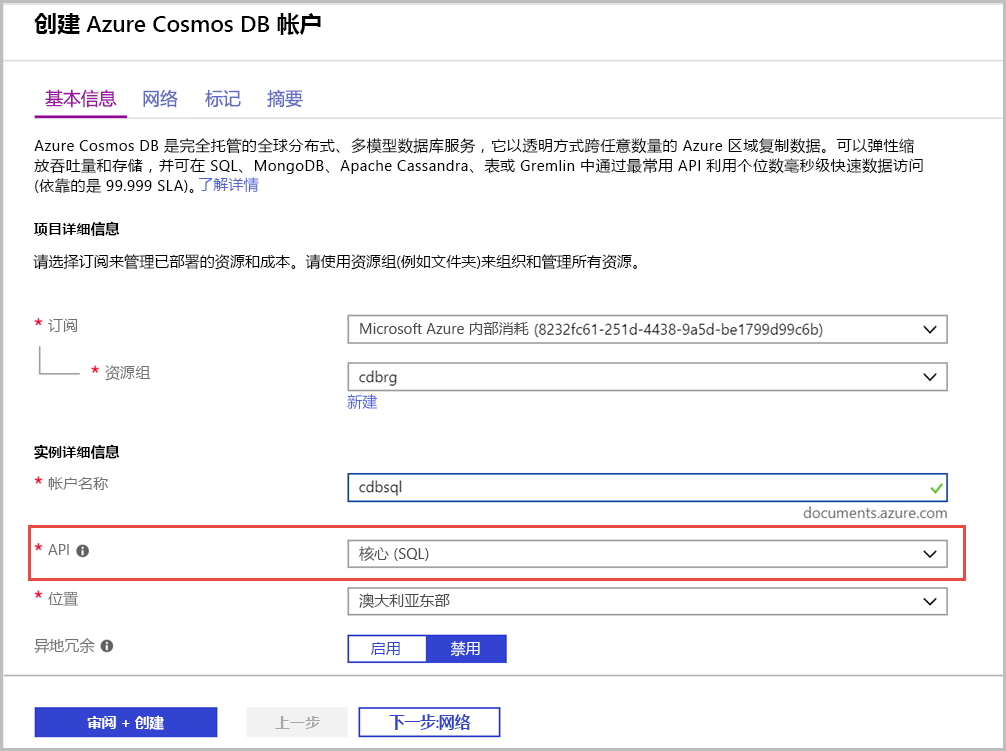 创建 Azure Cosmos DB 帐户
基本信息 网络 标记 摘要
Azure Cosmos DB 是完全托管的全球分布式、多模型数据库服务，它以透明方式跨任意数量的 Azure 区域复制数据。可以弹性缩
放吞吐量和存储，并可在 SQL、MongoDB、Apache Cassandra、表或 Gremlin 中通过最常用 API 利用个位数毫秒级快速数据访问
(依靠的是 99.999 SLA)。了解详情
项目详细信息
请选择订阅来管理已部署的资源和成本。请使用资源组(例如文件夹)来组织和管理所有资源。
* 订阅 Microsoft Azure 内部消耗 (8232fc61-251d-4438-9a5d-be1799d99c6b)
* 资源组 cdbrg
新建
实例详细信息
* 帐户名称 cdbsql
documents.azure.com
* API 核心 (SQL)
* 位置 澳大利亚东部
异地冗余 启用 禁用
审阅 + 创建 上一步 下一步:网络